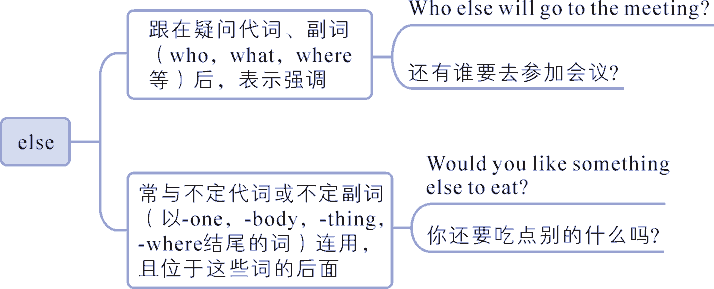 else
跟在疑问代词、副词
（who，what，where
等）后，表示强调
Who else will go to the meeting?
还有谁要去参加会议?
常与不定代词或不定副词
（以-one，-body，-thing，
-where结尾的词）连用，
且位于这些词的后面
Would you like something
else to eat?
你还要吃点别的什么吗?